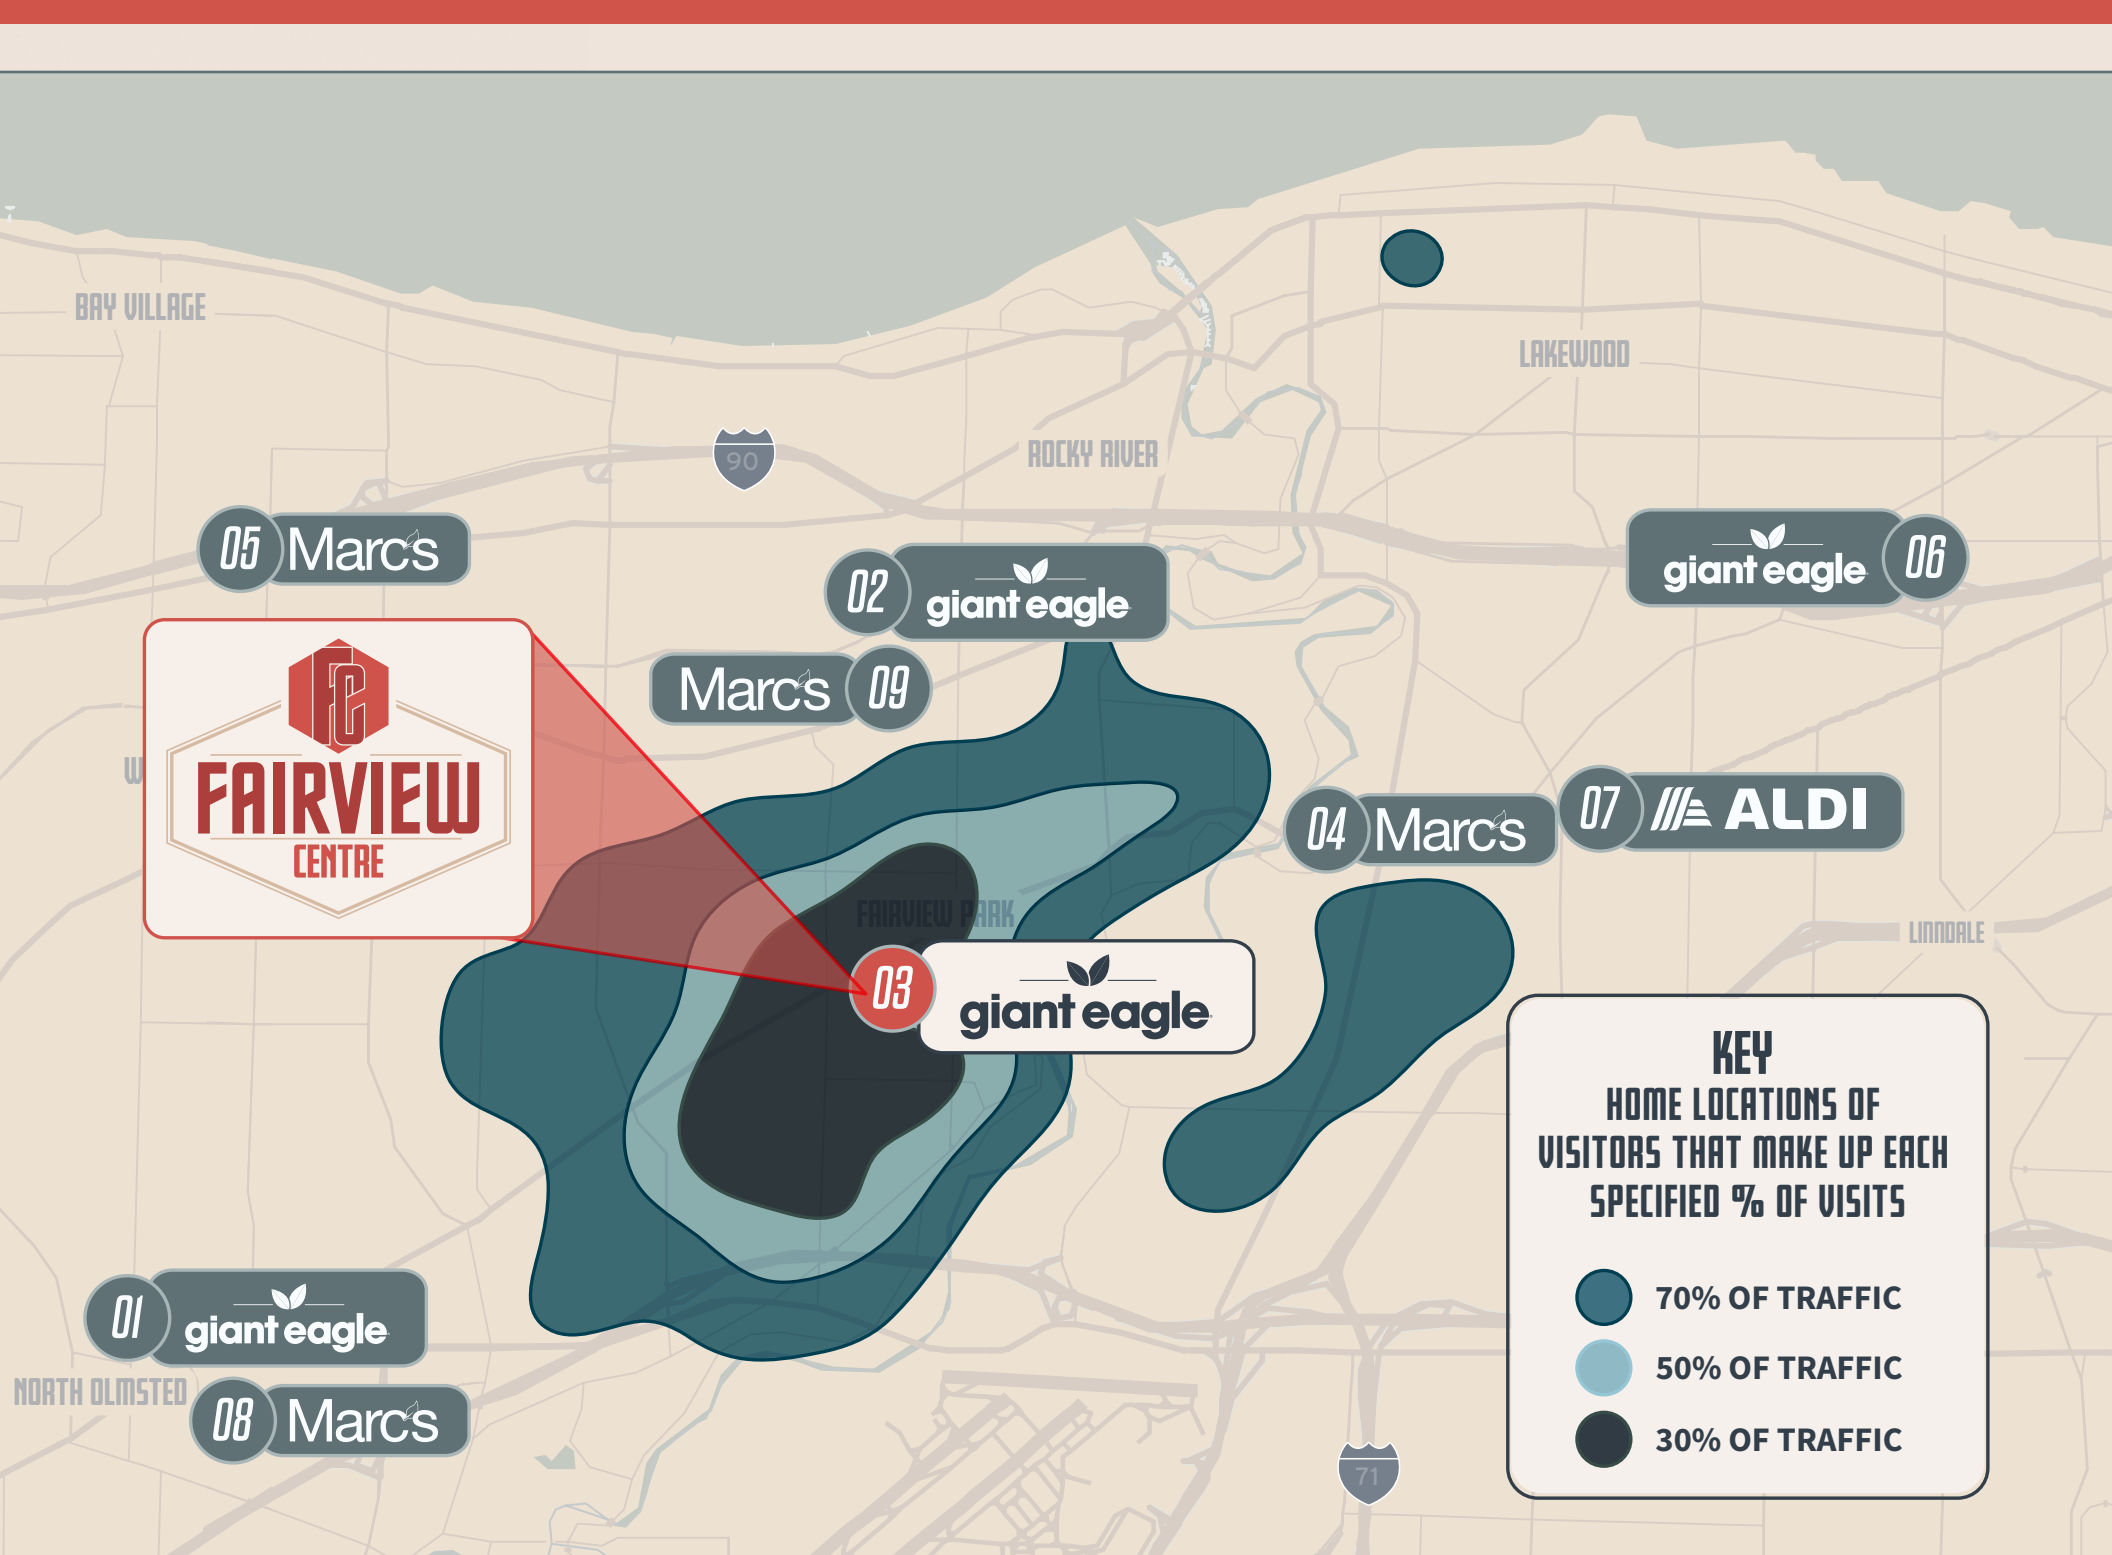 BAY VILLAGE
LAKEWOOD
ROCKY RIVER
90
05 Marc's
02 giant eagle
giant eagle 06
Marc's 09
FC
FAIRVIEW
CENTRE
W
04 Marc's
07 ALDI
FAIRVIEW PARK
LINNDALE
03 giant eagle
KEY
HOME LOCATIONS OF
VISITORS THAT MAKE UP EACH
SPECIFIED % OF VISITS
70% OF TRAFFIC
50% OF TRAFFIC
30% OF TRAFFIC
01 giant eagle
NORTH OLMSTED
08 Marc's
71